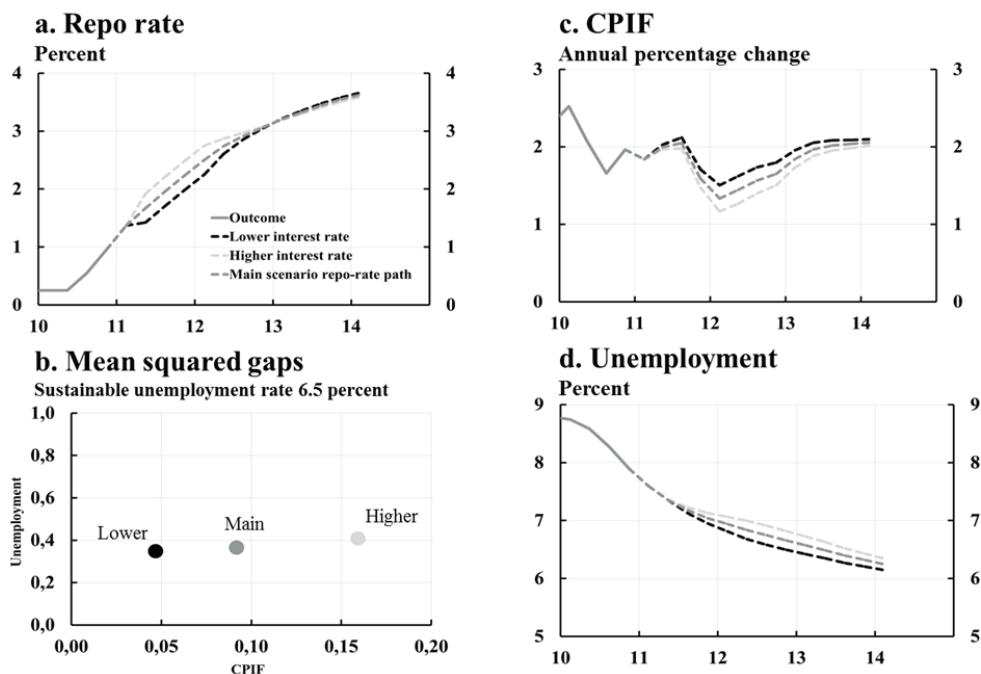 a. Repo rate
Percent
4
3
2
1
0
4
3
2
1
0
10 11 12 13 14
Outcome
Lower interest rate
Higher interest rate
Main scenario repo-rate path
b. Mean squared gaps
Sustainable unemployment rate 6.5 percent
Unemployment
1,0
0,8
0,6
0,4
0,2
0,0
Lower
Main
Higher
0,00 0,05 0,10 0,15 0,20
CPIF
c. CPIF
Annual percentage change
3
2
1
0
3
2
1
0
10 11 12 13 14
d. Unemployment
Percent
9
8
7
6
5
9
8
7
6
5
10 11 12 13 14